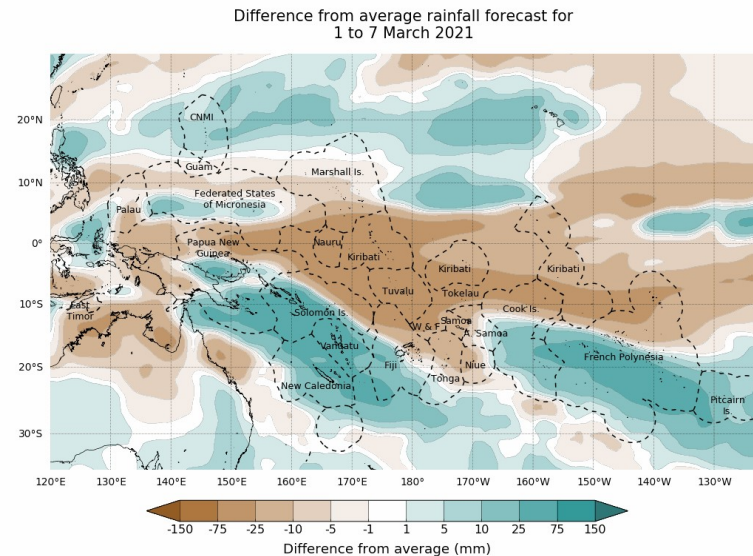 Difference from average rainfall forecast for
1 to 7 March 2021
20°N
10°N
0°
10°S
20°S
30°S
CNMI
Guam
Marshall Is.
Federated States
of Micronesia
Palau
Papua New
Guinea
Nauru
Kiribati
Kiribati
Kiribati
Tuvalu
Tokelau
East
Timor
Solomon Is.
Cook Is.
Samoa
W & F
A. Samoa
Vanuatu
Fiji
Niue
French Polynesia
New Caledonia
Tonga
Pitcairn
Is.
120°E 130°E 140°E 150°E 160°E 170°E 180° 170°W 160°W 150°W 140°W 130°W
-150 -75 -25 -10 -5 -1 1 5 10 25 75 150
Difference from average (mm)